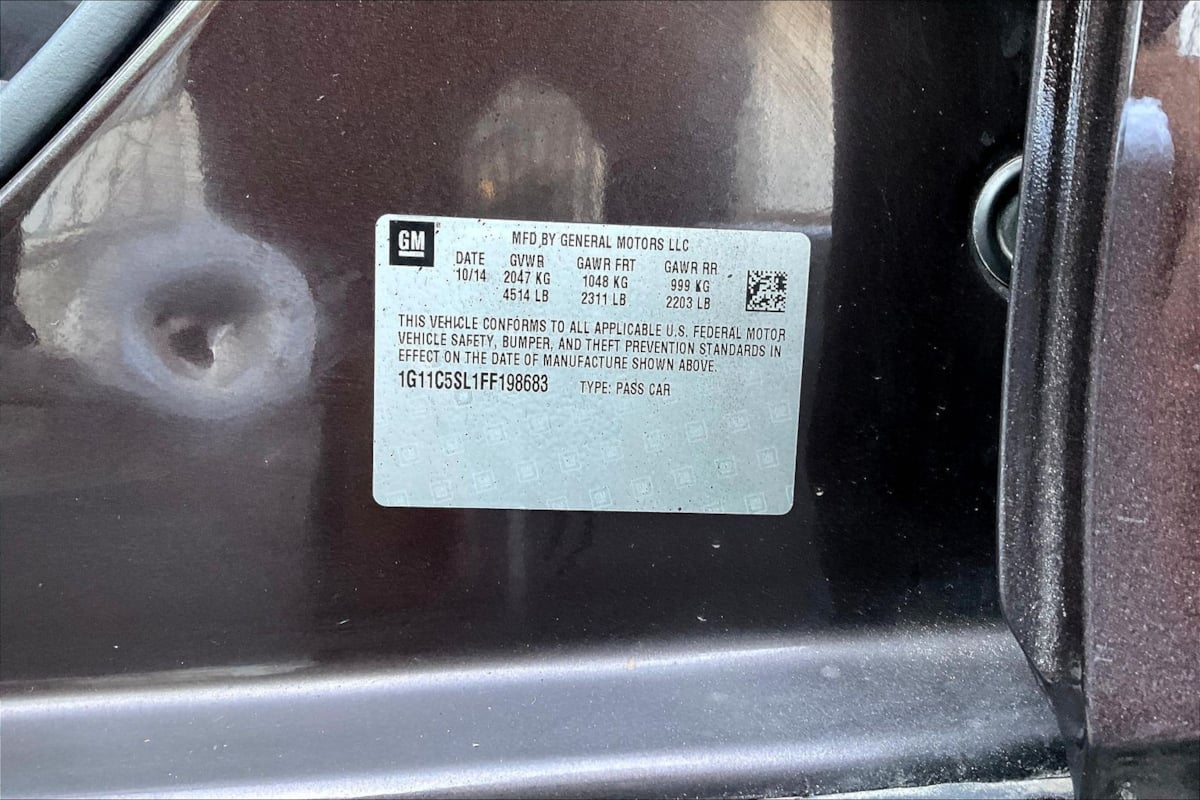 GM
MFD BY GENERAL MOTORS LLC
DATE GVWR GAWR FRT GAWR RR
10/14 2047 KG 1048 KG 999 KG
4514 LB 2311 LB 2203 LB
THIS VEHICLE CONFORMS TO ALL APPLICABLE U.S. FEDERAL MOTOR
VEHICLE SAFETY, BUMPER, AND THEFT PREVENTION STANDARDS IN
EFFECT ON THE DATE OF MANUFACTURE SHOWN ABOVE.
1G11C5SL1FF198683 TYPE: PASS CAR